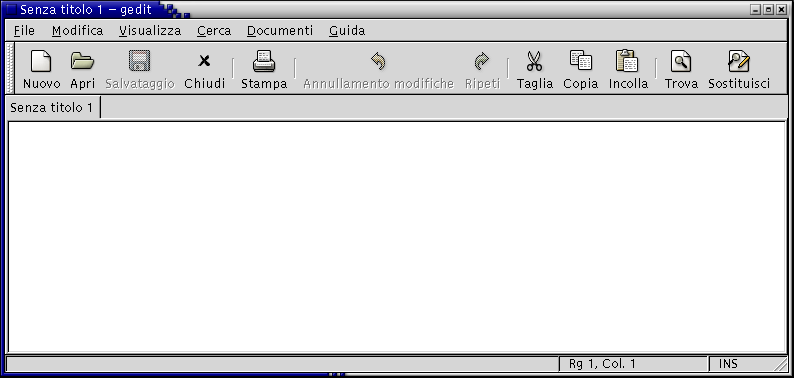 Senza titolo 1 – gedit
File Modifica Visualizza Cerca Documenti Guida
Nuovo Apri Salvataggio Chiudi Stampa Annullamento modifiche Ripeti Taglia Copia Incolla Trova Sostituisci
Senza titolo 1
Rg 1, Col. 1 INS